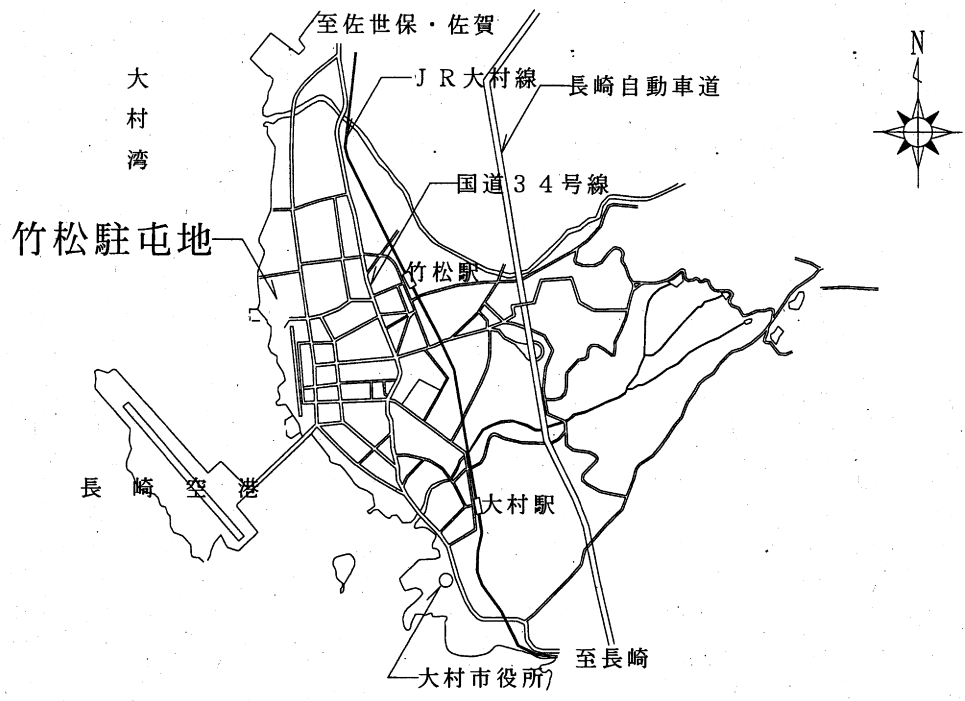 至佐世保・佐賀
N
大村湾
JR大村線
長崎自動車道
国道34号線
竹松駐屯地
竹松駅
長崎空港
大村駅
至長崎
大村市役所